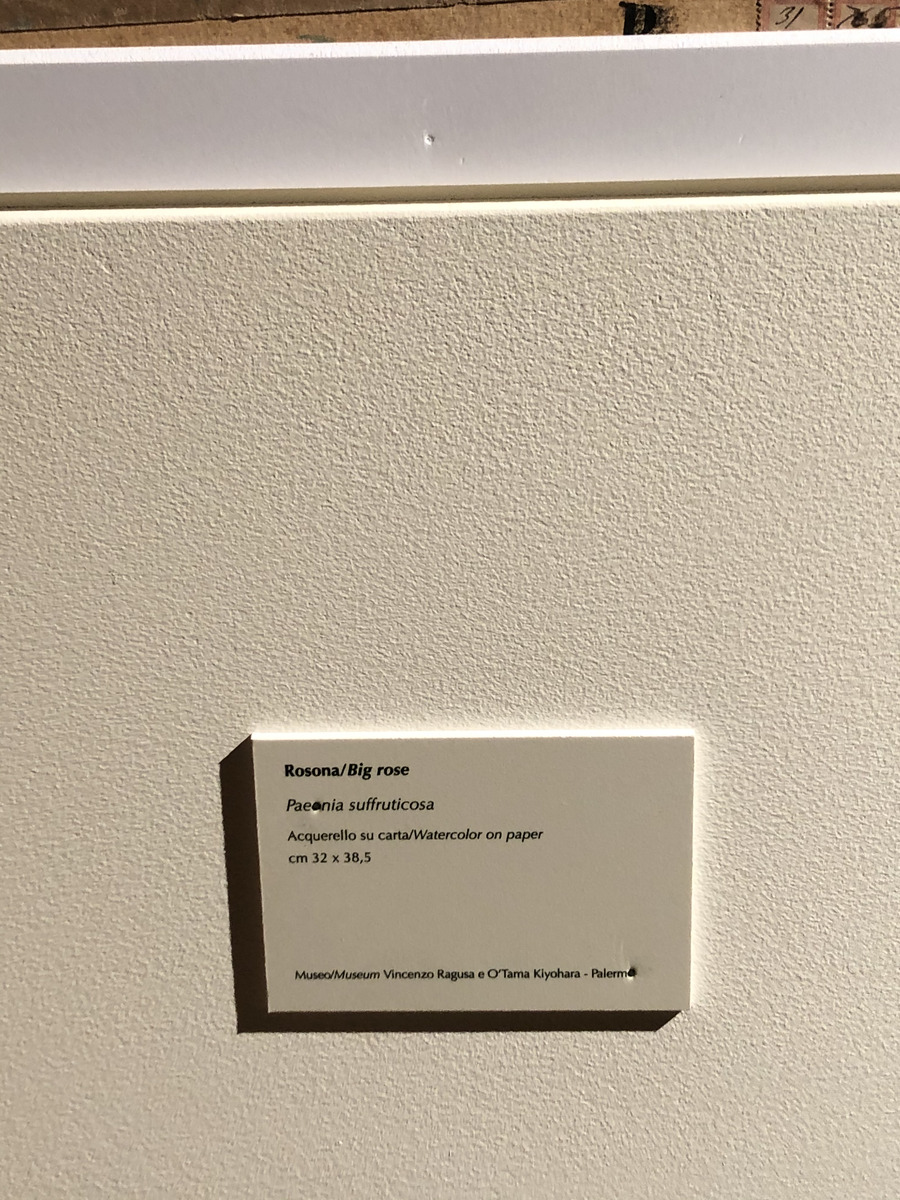 31
Rosona/Big rose
Paeonia suffruticosa
Acquerello su carta/Watercolor on paper
cm 32 x 38,5
Museo/Museum Vincenzo Ragusa e O'Tama Kiyohara - Palermo